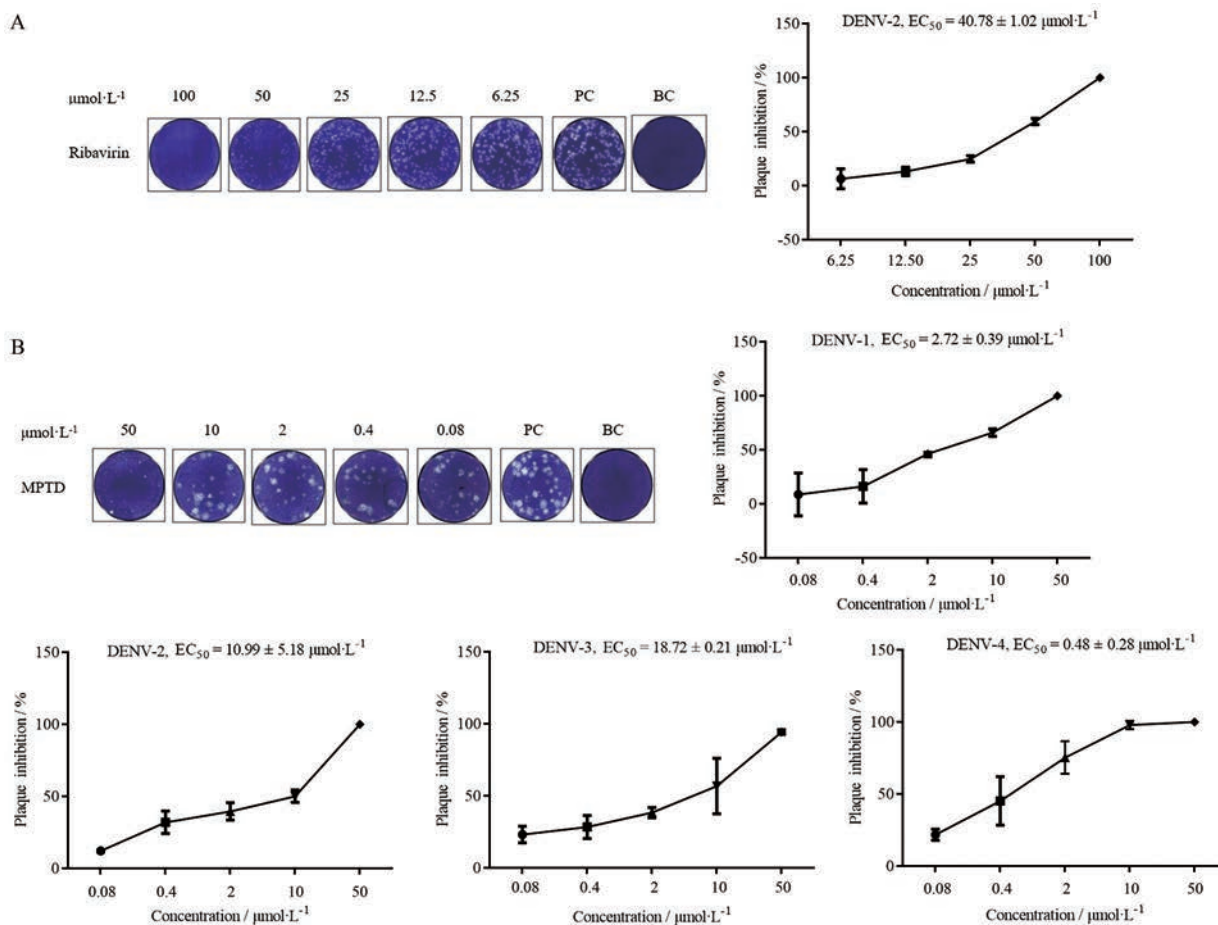 A
DENV-2, EC50 = 40.78 ± 1.02 μmol·L-1
μmol·L-1 100 50 25 12.5 6.25 PC BC
Ribavirin
Plaque inhibition / %
150
100
50
0
-50
6.25 12.50 25 50 100
Concentration / μmol·L-1
B
DENV-1, EC50 = 2.72 ± 0.39 μmol·L-1
μmol·L-1 50 10 2 0.4 0.08 PC BC
MPTD
Plaque inhibition / %
150
100
50
0
-50
0.08 0.4 2 10 50
Concentration / μmol·L-1
DENV-2, EC50 = 10.99 ± 5.18 μmol·L-1
Plaque inhibition / %
150
100
50
0
0.08 0.4 2 10 50
Concentration / μmol·L-1
DENV-3, EC50 = 18.72 ± 0.21 μmol·L-1
Plaque inhibition / %
150
100
50
0
0.08 0.4 2 10 50
Concentration / μmol·L-1
DENV-4, EC50 = 0.48 ± 0.28 μmol·L-1
Plaque inhibition / %
150
100
50
0
0.08 0.4 2 10 50
Concentration / μmol·L-1